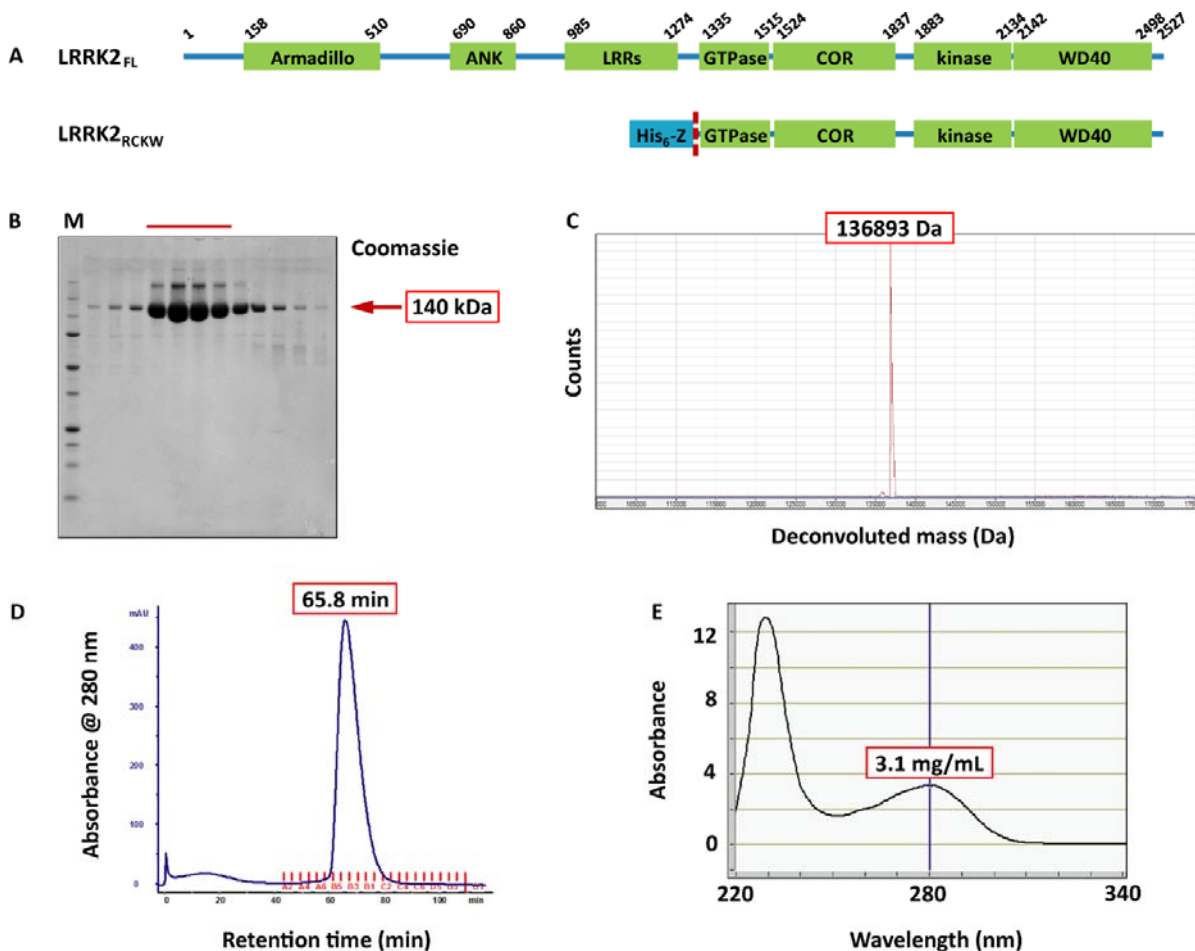 1 158 510 690 860 985 1274 1335 1515 1524 1837 1883 2134 2142 2498 2527
A LRRK2FL Armadillo ANK LRRs GTPase COR kinase WD40
LRRK2RCKW His6-Z GTPase COR kinase WD40
B M
Coomassie
140 kDa
C
136893 Da
Counts
Deconvoluted mass (Da)
D
65.8 min
mAU
400
300
200
100
0
Absorbance @ 280 nm
0 20 40 60 80 100 min
Retention time (min)
E
12
8
4
0
Absorbance
3.1 mg/mL
220 280 340
Wavelength (nm)